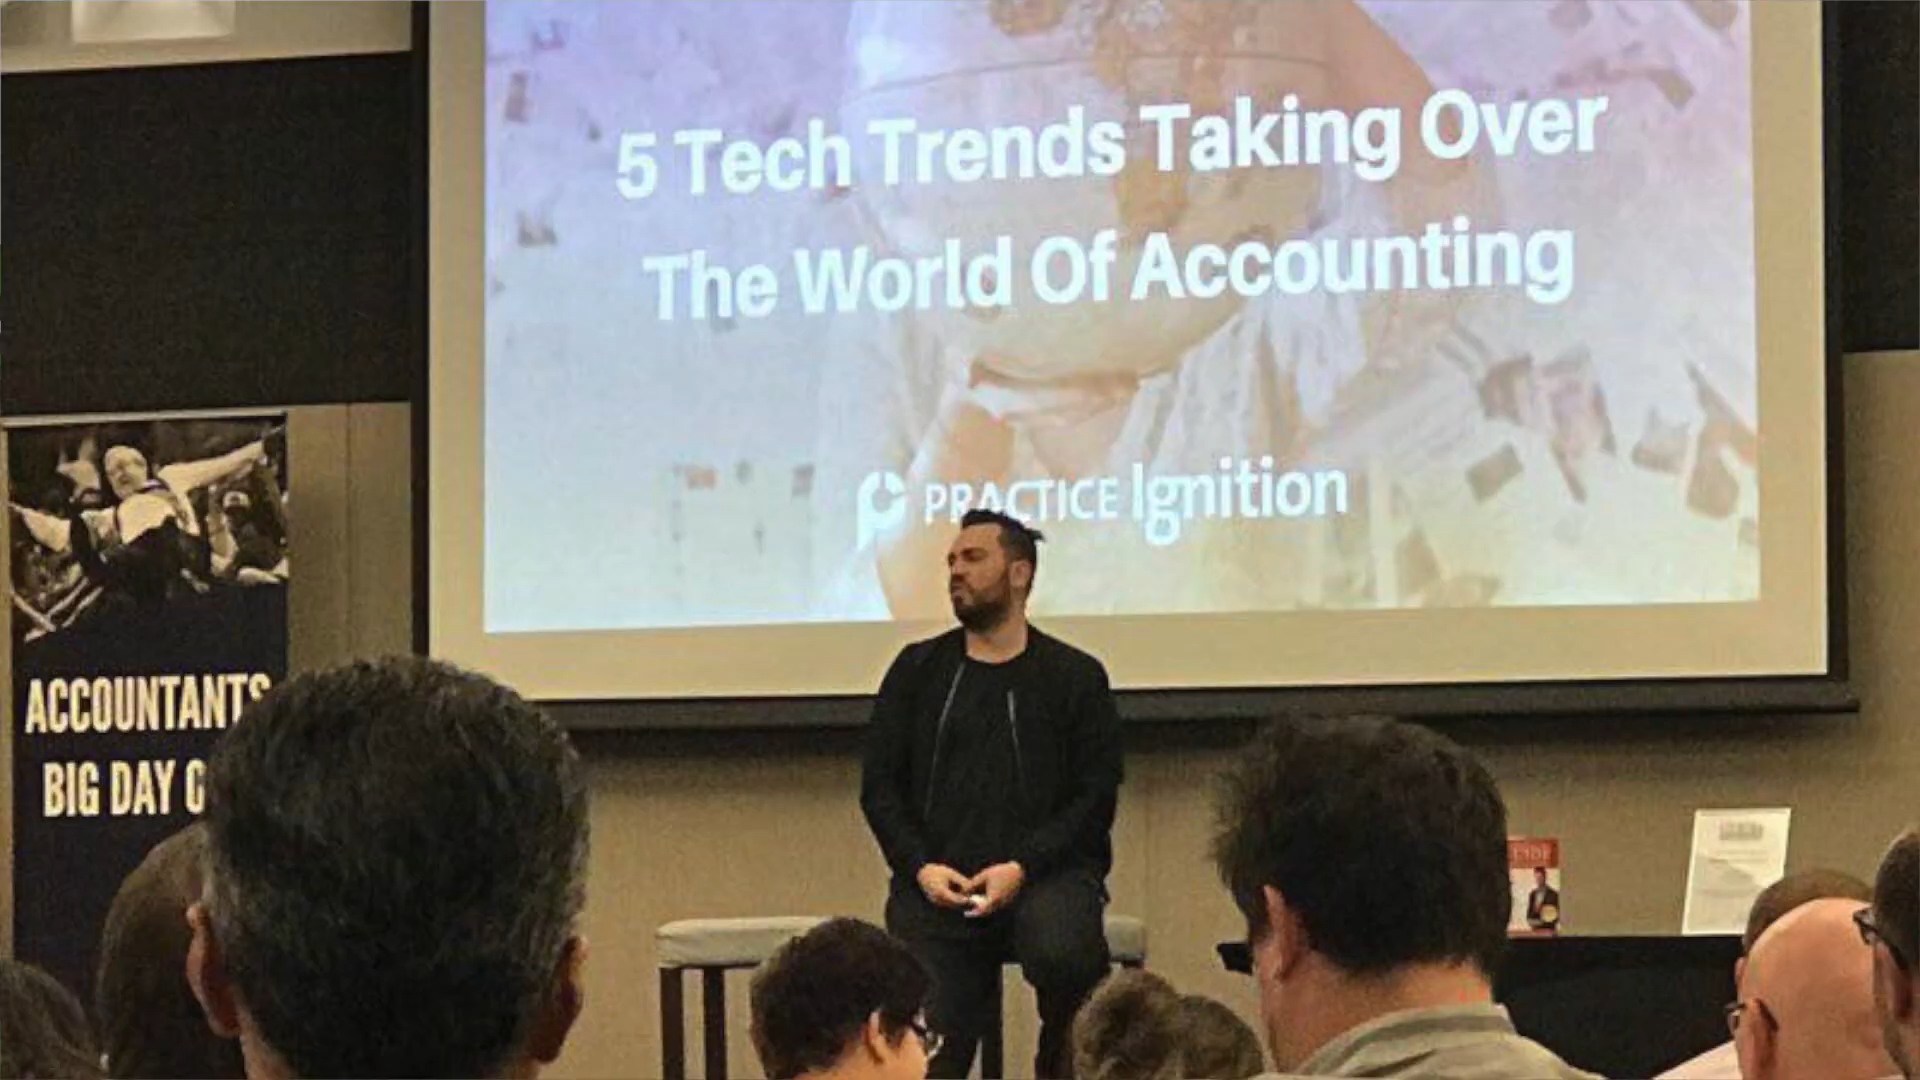 5 Tech Trends Taking Over
The World Of Accounting
PRACTICE Ignition
ACCOUNTANTS
BIG DAY